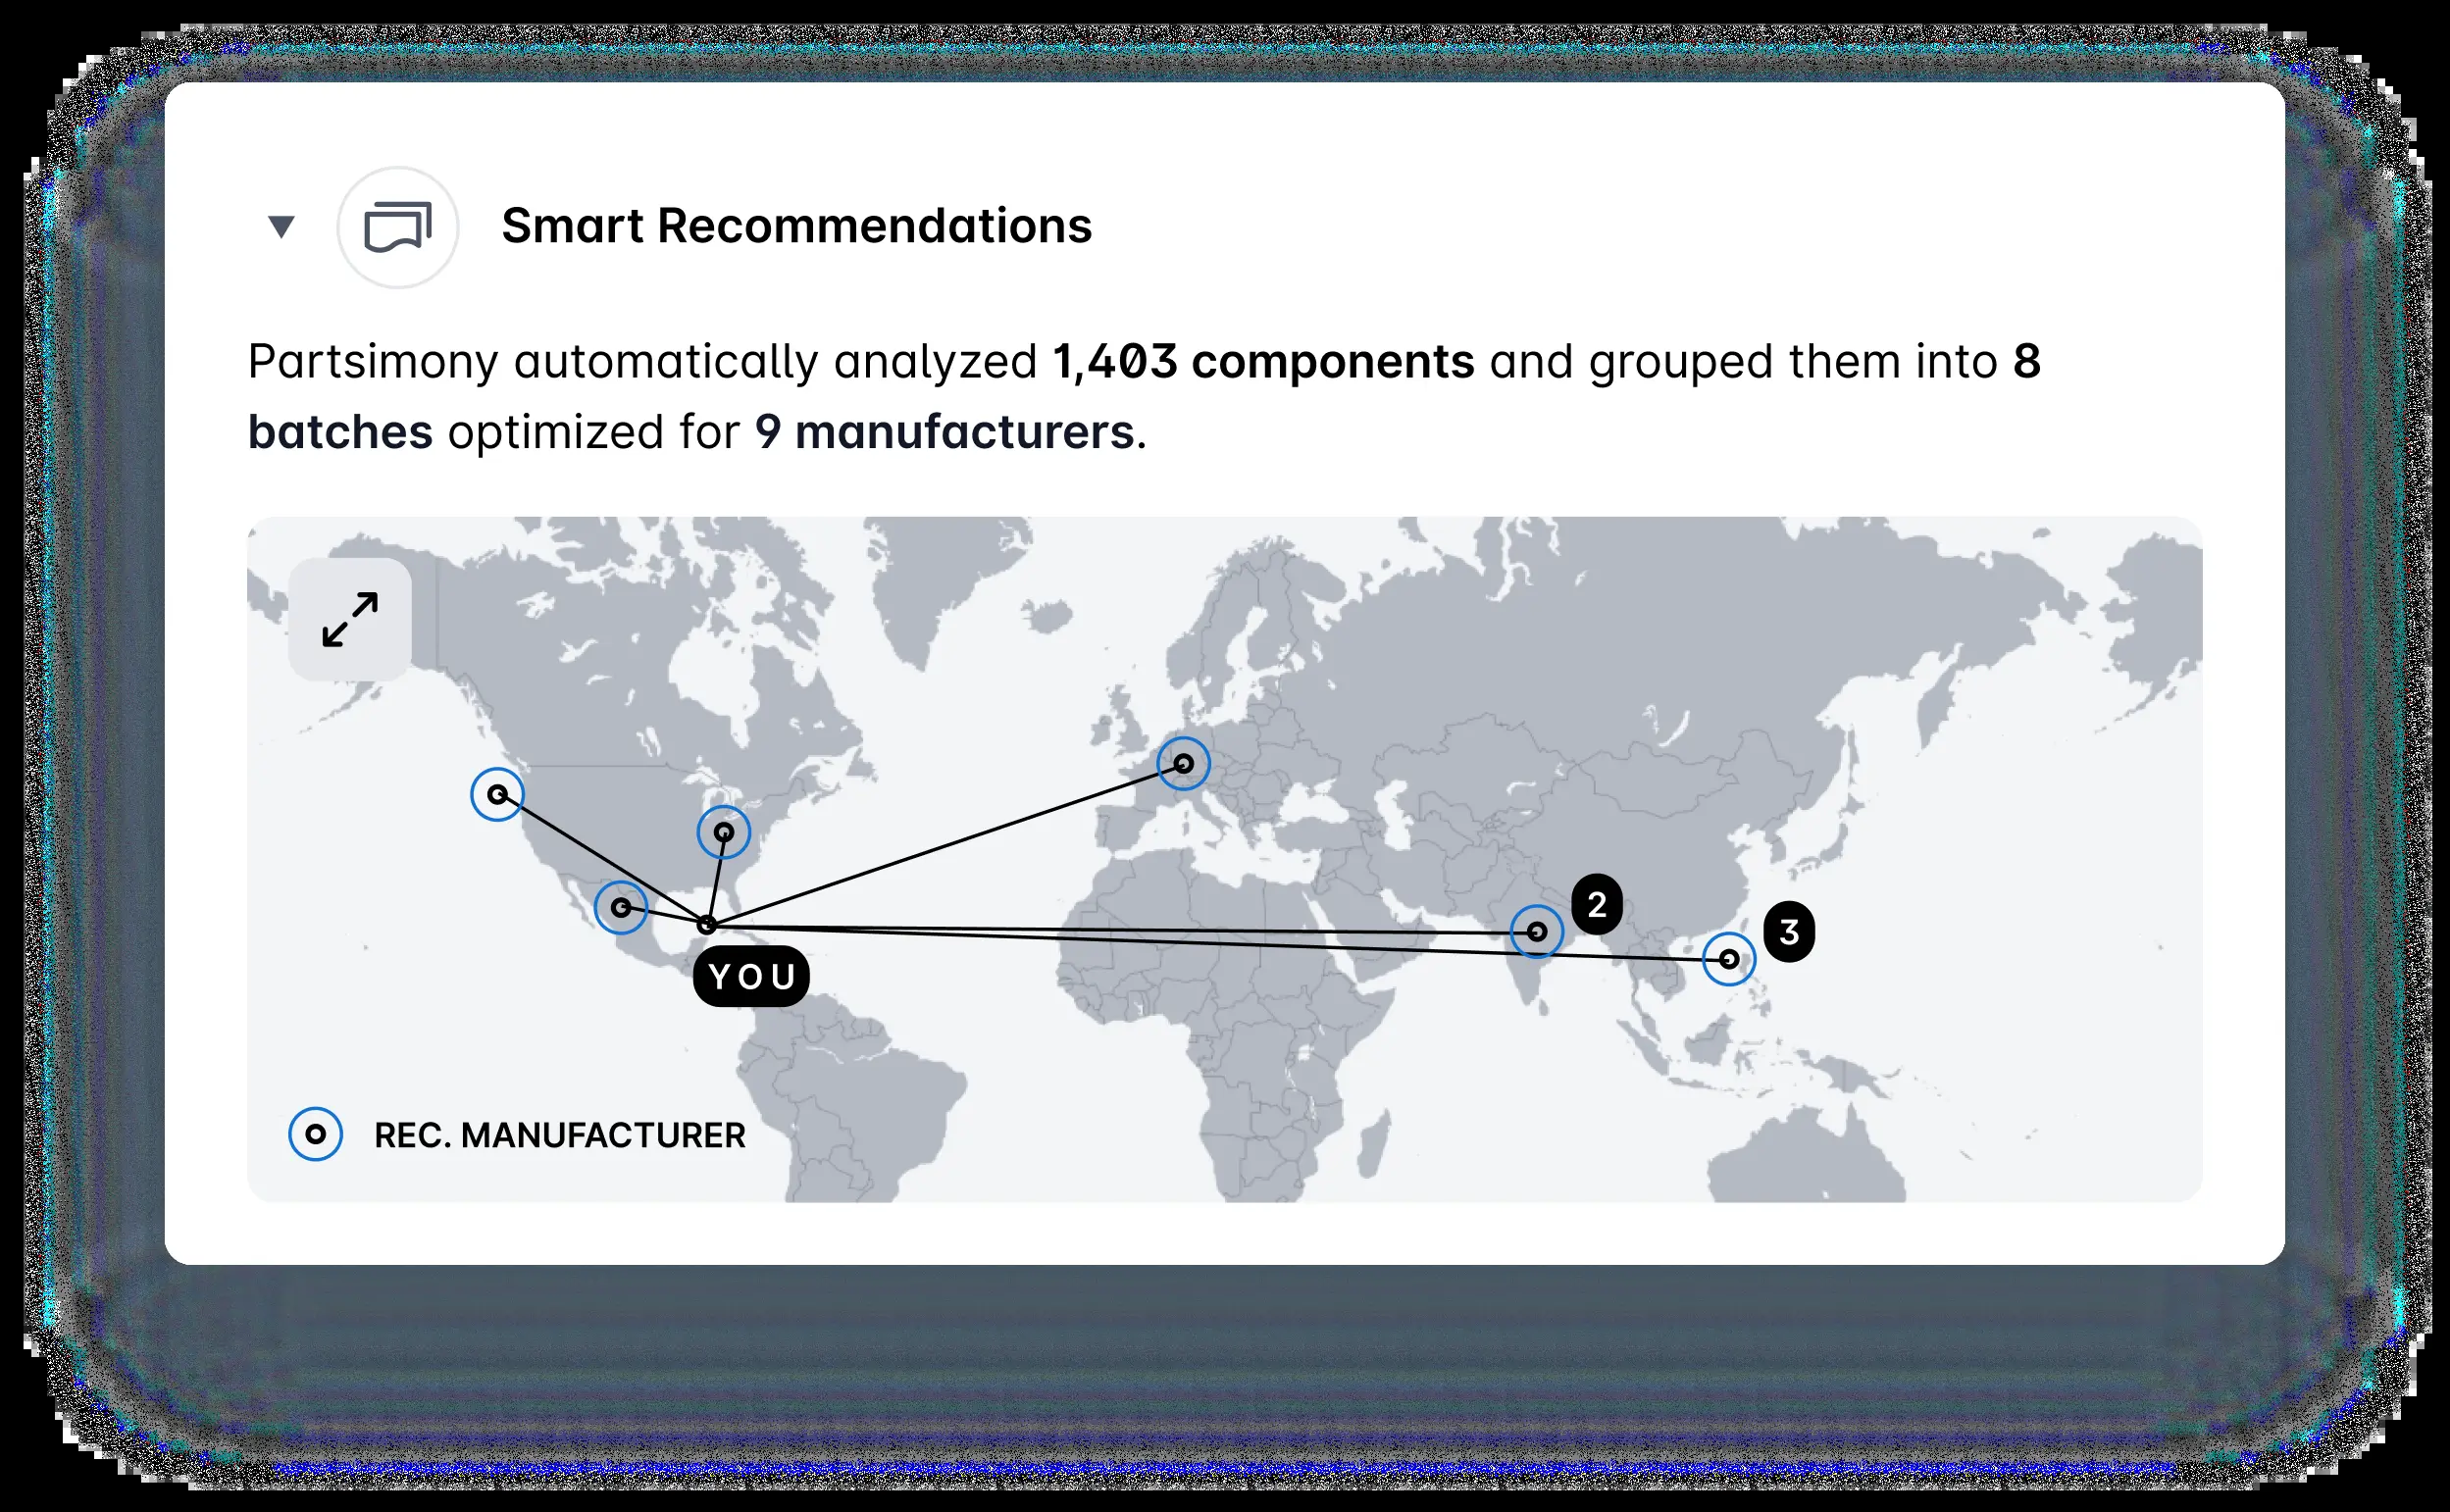 Smart Recommendations
Partsimony automatically analyzed 1,403 components and grouped them into 8
batches optimized for 9 manufacturers.
2
3
YOU
REC. MANUFACTURER